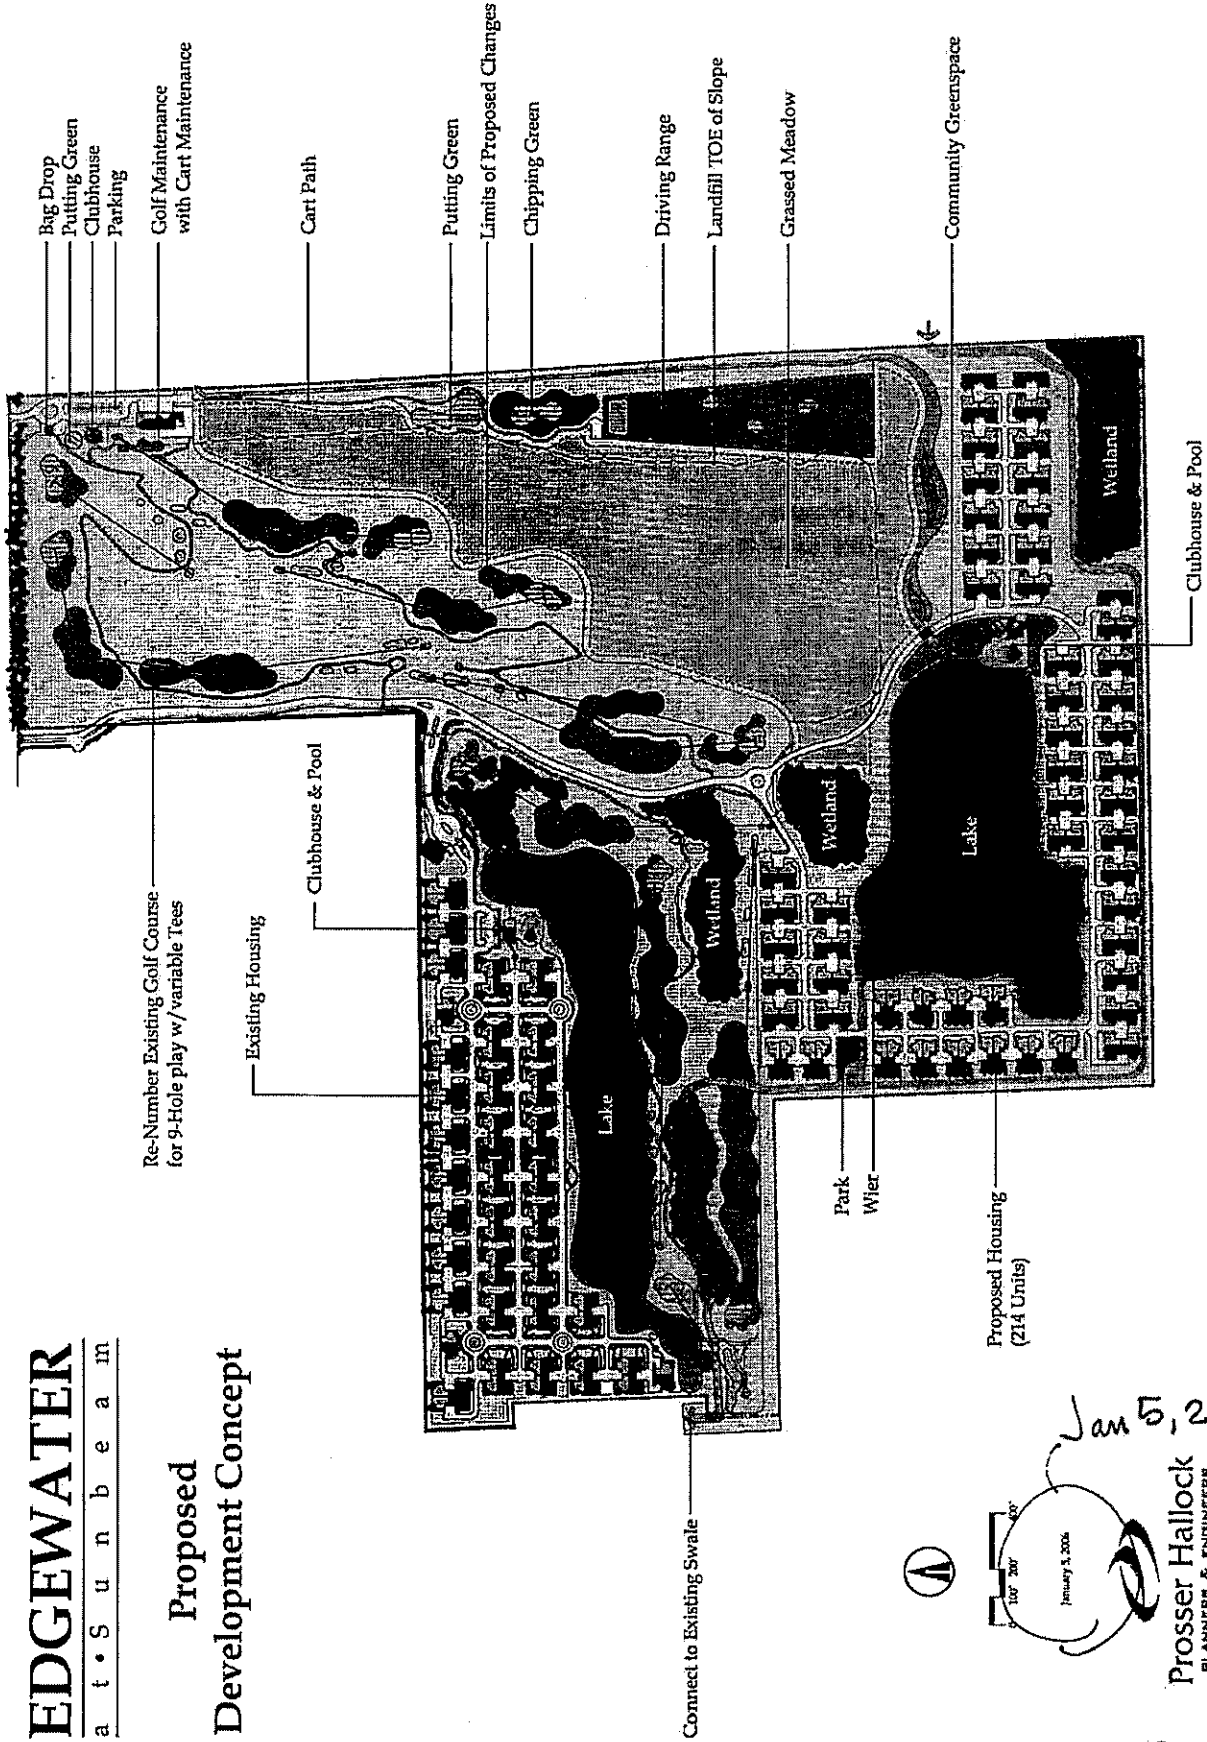 EDGEWATER
at•Sunbeam
Proposed
Development Concept
Re-Number Existing Golf Course
for 9-Hole play w/variable Tees
Existing Housing
Clubhouse & Pool
Bag Drop
Putting Green
Clubhouse
Parking
Golf Maintenance
with Cart Maintenance
Cart Path
Putting Green
Limits of Proposed Changes
Chipping Green
Driving Range
Landfill TOE of Slope
Grassed Meadow
Community Greenspace
Clubhouse & Pool
Lake
Wetland
Wetland
Lake
Wetland
Connect to Existing Swale
Park
Wier
Proposed Housing
(214 Units)
0 100' 200' 400'
January 5, 2006
Jan 5, 2
Prosser Hallock
PLANNERS & ENGINEERS